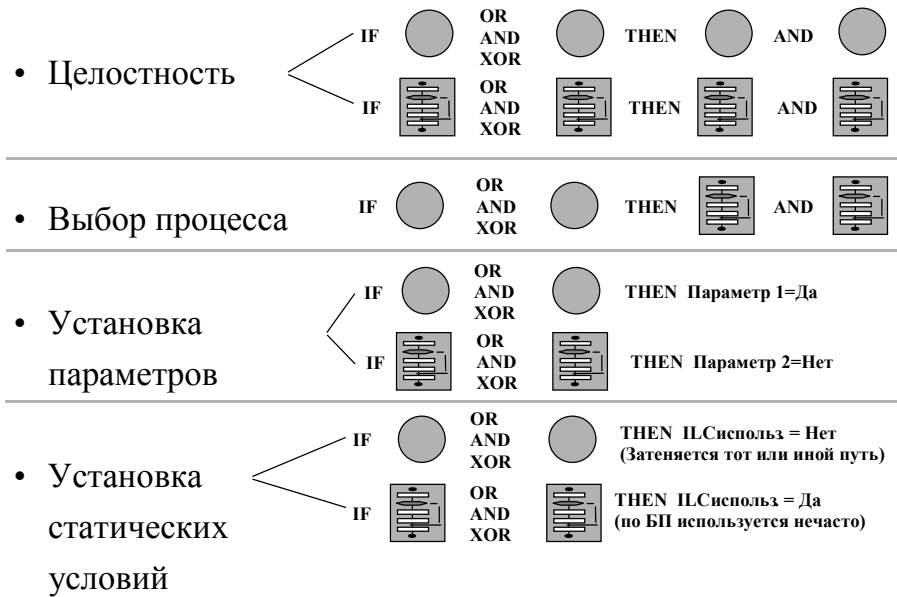 IF OR AND XOR THEN AND
• Целостность
IF OR AND XOR THEN AND
• Выбор процесса
IF OR AND XOR THEN AND
IF OR AND XOR THEN Параметр 1=Да
• Установка
параметров
IF OR AND XOR THEN Параметр 2=Нет
IF OR AND XOR THEN ILCиспольз. = Нет
(Затеняется тот или иной путь)
• Установка
статических
условий
IF OR AND XOR THEN ILCиспольз. = Да
(по БП используется нечасто)